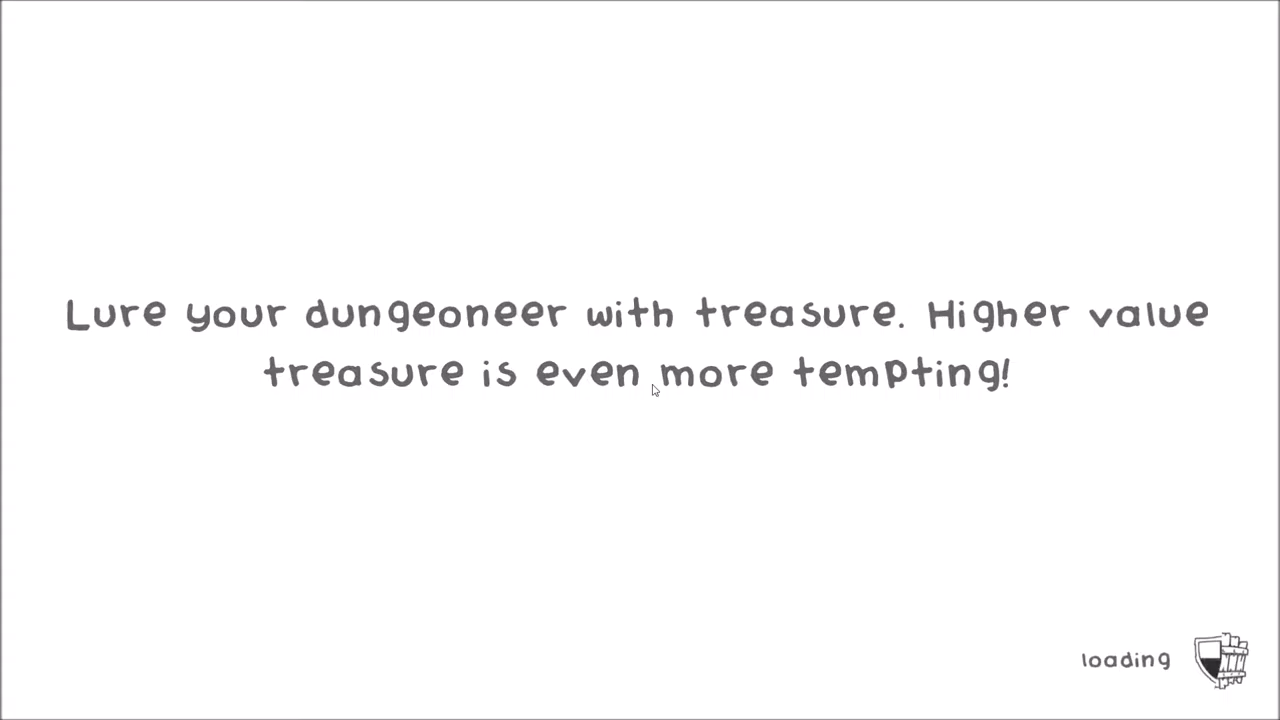 Lure your dungeoneer with treasure. Higher value
treasure is even more tempting!
loading